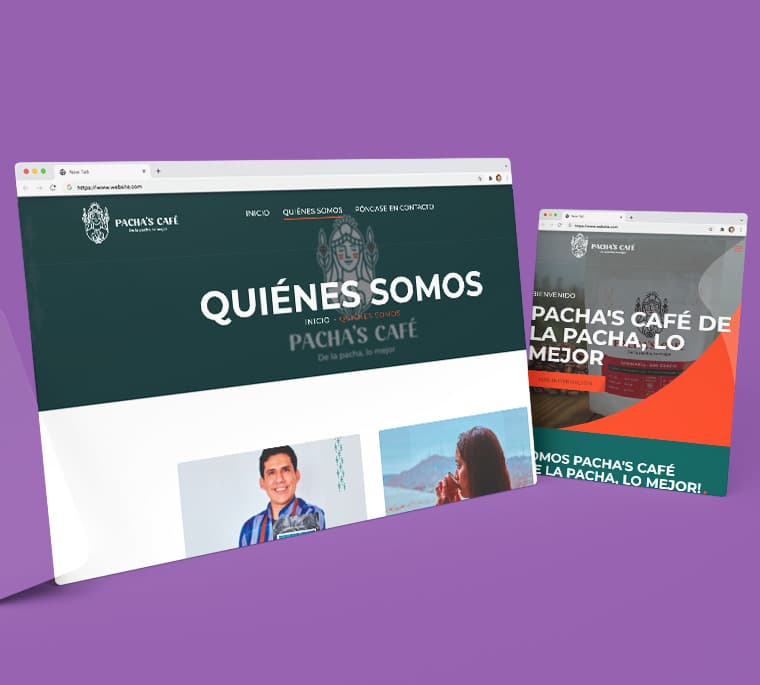 New Tab
https://www.website.com
PACHA'S CAFÉ
De la pacha, lo mejor
INICIO
QUIÉNES SOMOS
PÓNGASE EN CONTACTO
QUIÉNES SOMOS
INICIO - QUIÉNES SOMOS
PACHA'S CAFÉ
De la pacha, lo mejor
New Tab
https://www.website.com
PACHA'S CAFÉ
De la pacha, lo mejor
BIENVENIDO
PACHA'S CAFÉ DE
LA PACHA, LO
MEJOR
OMOS PACHA'S CAFÉ
E LA PACHA, LO MEJOR!